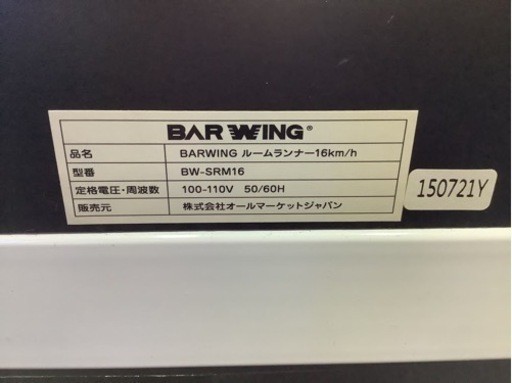 BARWING®
品名 BARWING ルームランナー16km/h
型番 BW-SRM16
定格電圧・周波数 100-110V 50/60H
販売元 株式会社オールマーケットジャパン
150721Y